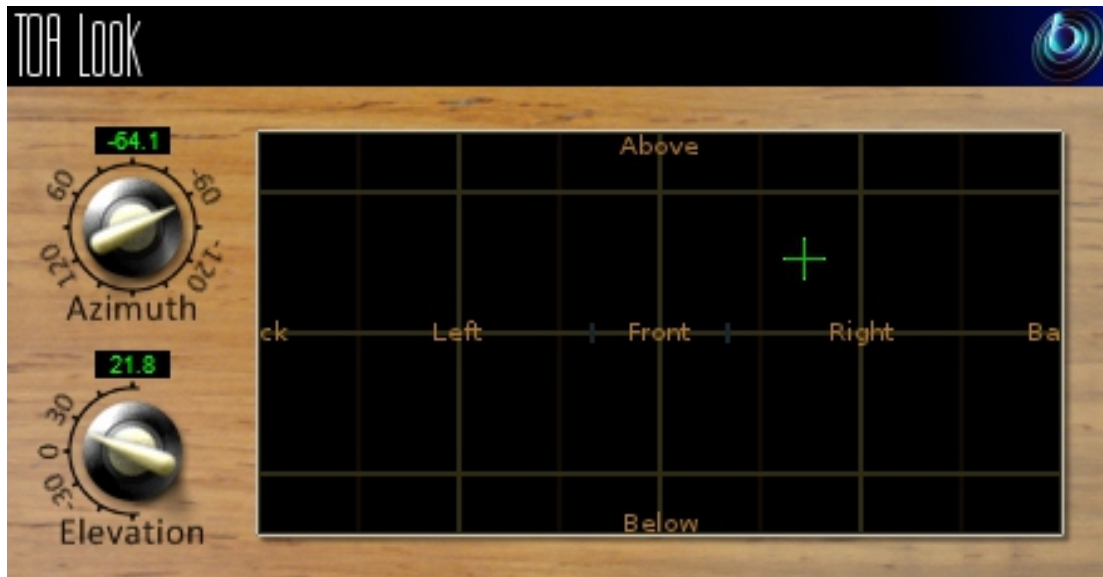 TOA Look
-64.1
60 -60
120 -120
Azimuth
21.8
30
0
-30
Elevation
Above
ck Left Front Right Ba
Below